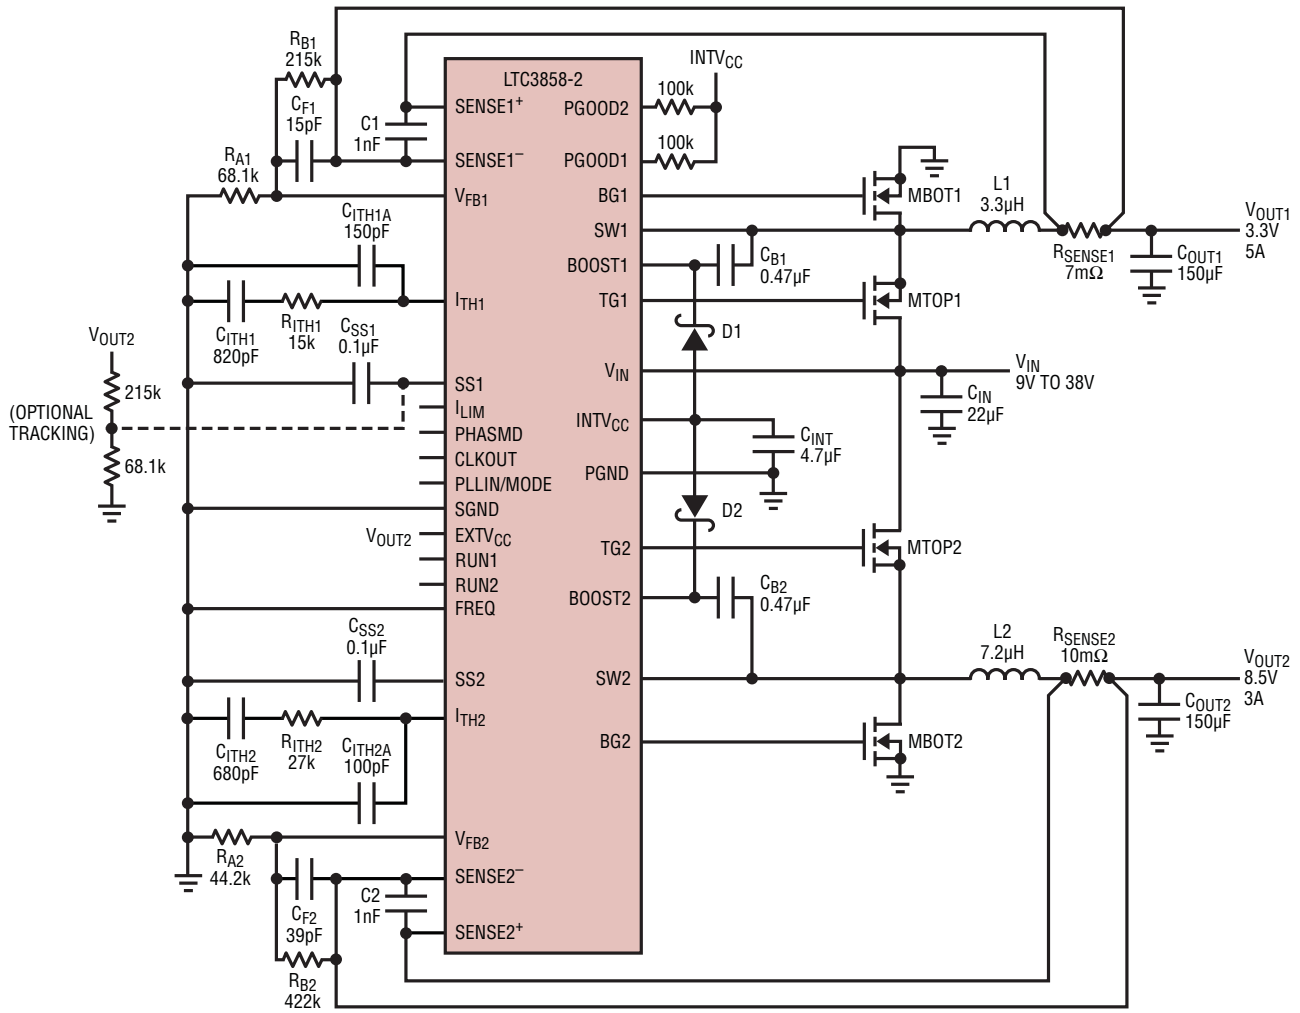 RB1
215k
CF1
15pF
C1
1nF
RA1
68.1k
CITH1A
150pF
CITH1
820pF
RITH1
15k
CSS1
0.1µF
VOUT2
215k
(OPTIONAL
TRACKING)
68.1k
VOUT2
CSS2
0.1µF
CITH2
680pF
RITH2
27k
CITH2A
100pF
RA2
44.2k
CF2
39pF
C2
1nF
RB2
422k
LTC3858-2
SENSE1+
SENSE1–
VFB1
ITH1
SS1
ILIM
PHASMD
CLKOUT
PLLIN/MODE
SGND
EXTVCC
RUN1
RUN2
FREQ
SS2
ITH2
VFB2
SENSE2–
SENSE2+
PGOOD2
PGOOD1
BG1
SW1
BOOST1
TG1
VIN
INTVCC
PGND
TG2
BOOST2
SW2
BG2
INTVCC
100k
100k
MBOT1
L1
3.3µH
CB1
0.47µF
RSENSE1
7mΩ
VOUT1
3.3V
5A
COUT1
150µF
MTOP1
D1
VIN
9V TO 38V
CIN
22µF
CINT
4.7µF
D2
MTOP2
CB2
0.47µF
L2
7.2µH
RSENSE2
10mΩ
VOUT2
8.5V
3A
COUT2
150µF
MBOT2